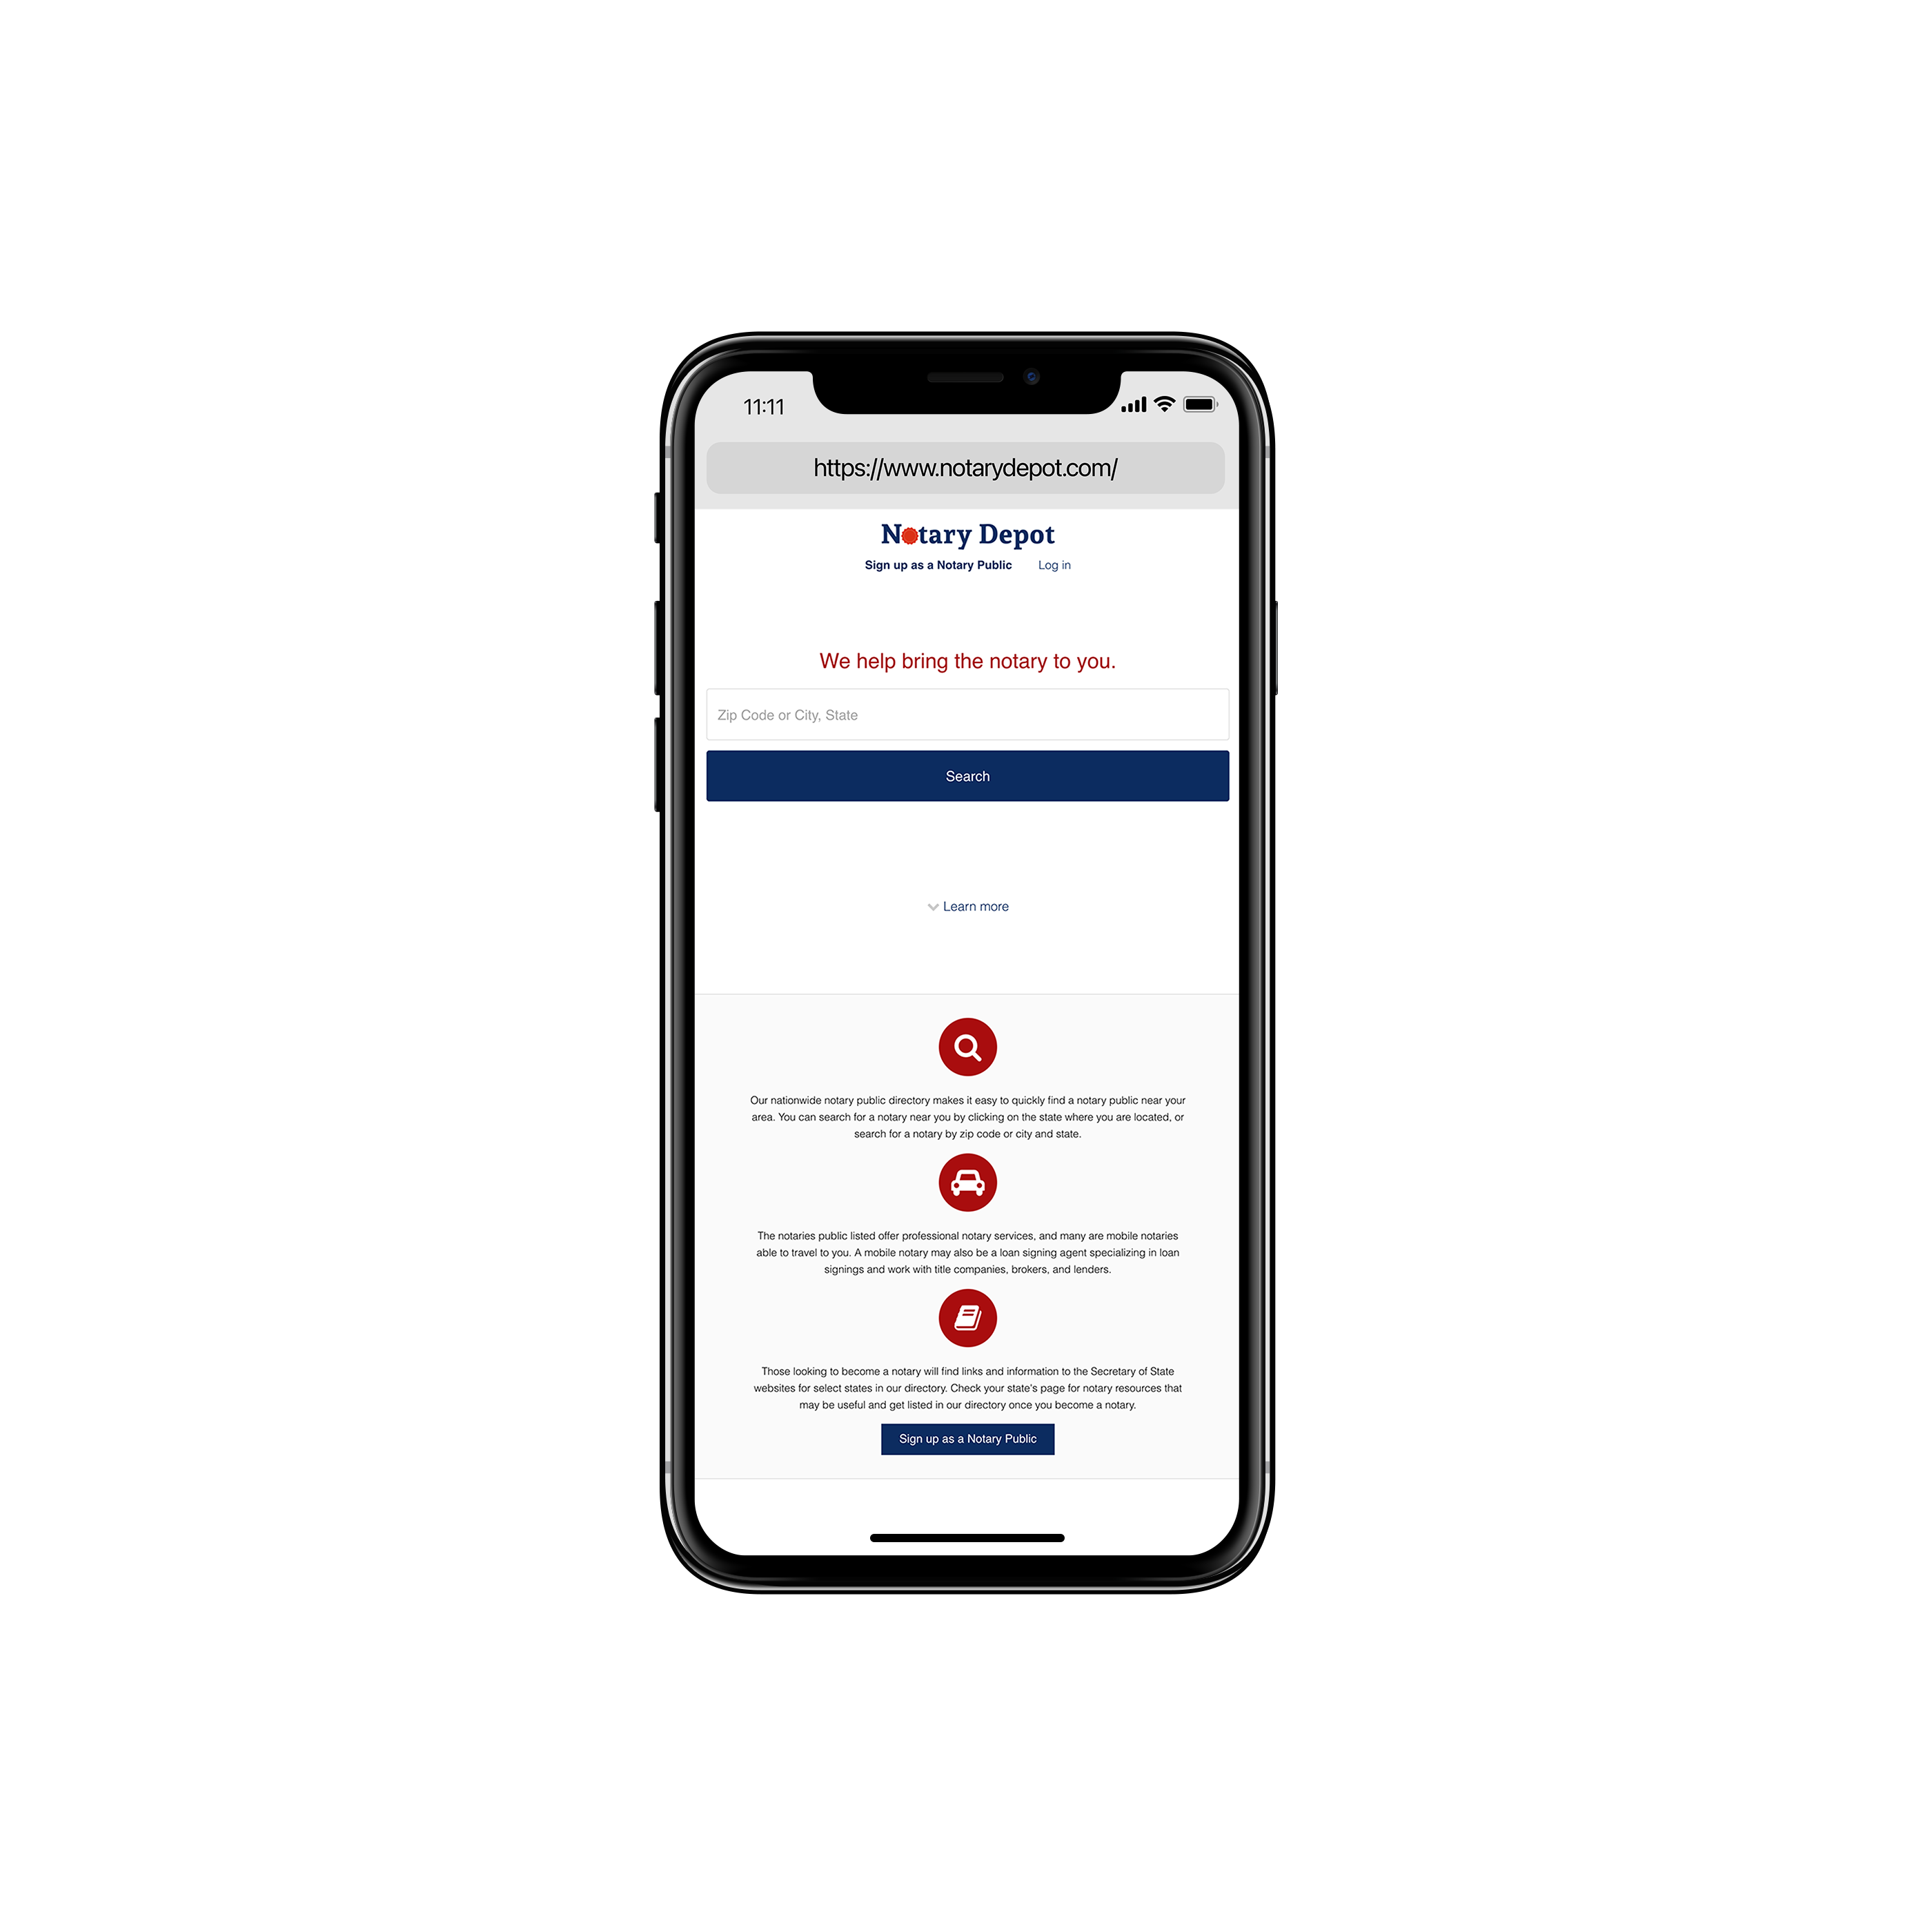 11:11
https://www.notarydepot.com/
Notary Depot
Sign up as a Notary Public Log in
We help bring the notary to you.
Zip Code or City, State
Search
Learn more
Our nationwide notary public directory makes it easy to quickly find a notary public near your
area. You can search for a notary near you by clicking on the state where you are located, or
search for a notary by zip code or city and state.
The notaries public listed offer professional notary services, and many are mobile notaries
able to travel to you. A mobile notary may also be a loan signing agent specializing in loan
signings and work with title companies, brokers, and lenders.
Those looking to become a notary will find links and information to the Secretary of State
websites for select states in our directory. Check your state's page for notary resources that
may be useful and get listed in our directory once you become a notary.
Sign up as a Notary Public